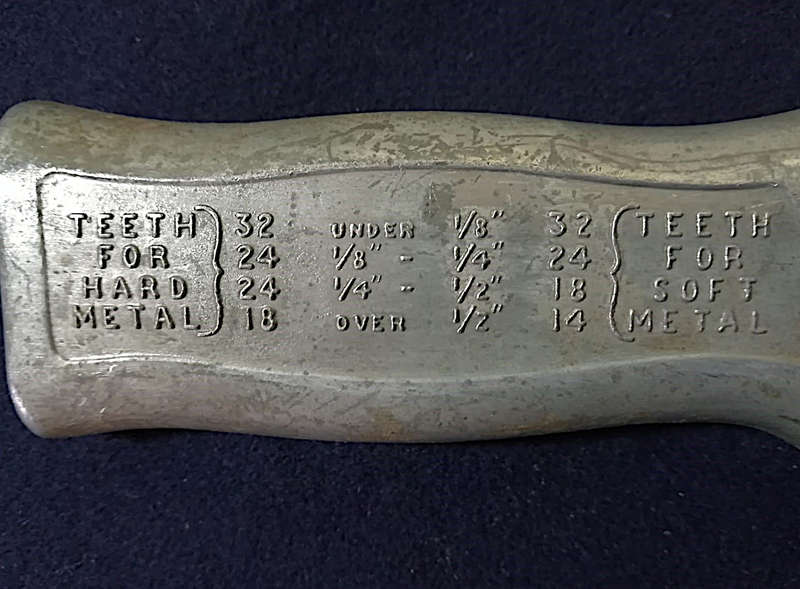 TEETH } 32 UNDER 1/8" 32 { TEETH
FOR 24 1/8" - 1/4" 24 FOR
HARD 24 1/4" - 1/2" 18 SOFT
METAL 18 OVER 1/2" 14 METAL